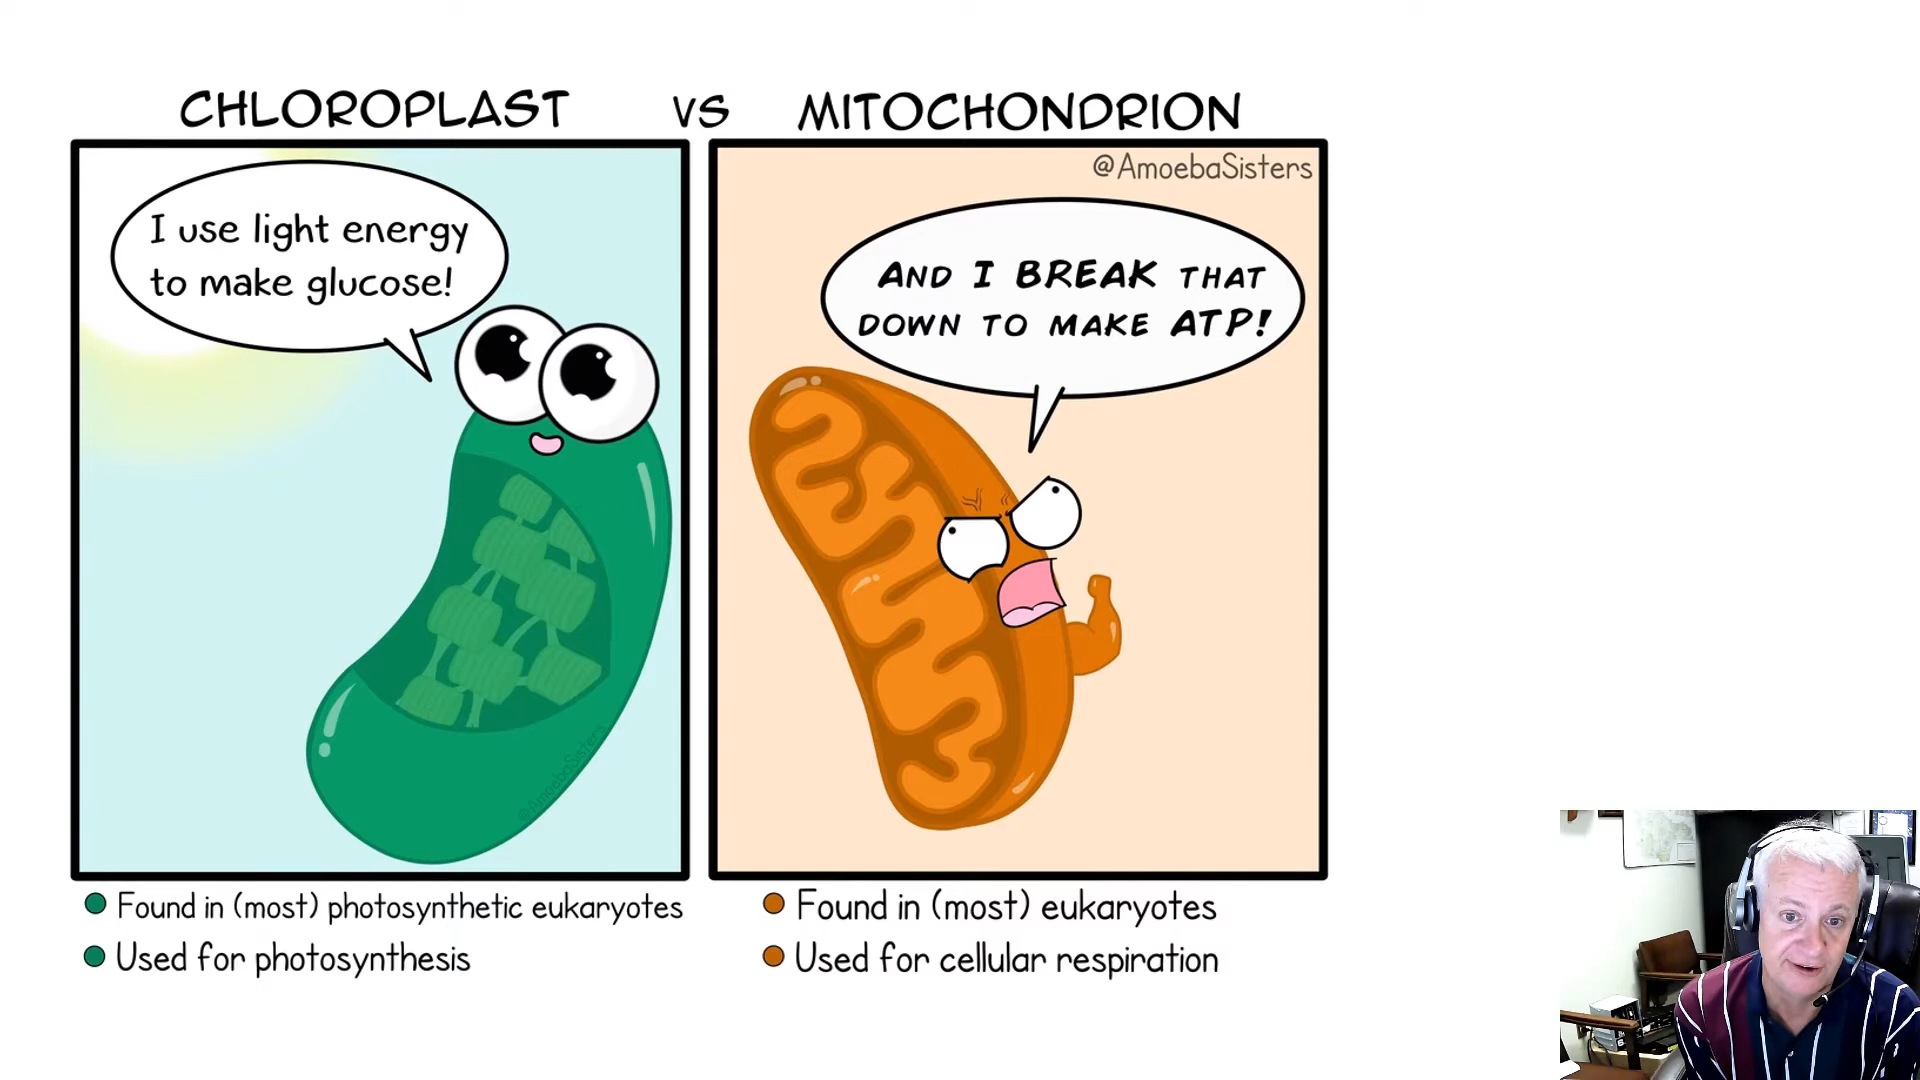 CHLOROPLAST VS MITOCHONDRION
@AmoebaSisters
I use light energy
to make glucose!
AND I BREAK THAT
DOWN TO MAKE ATP!
@AmoebaSisters
Found in (most) photosynthetic eukaryotes
Used for photosynthesis
Found in (most) eukaryotes
Used for cellular respiration